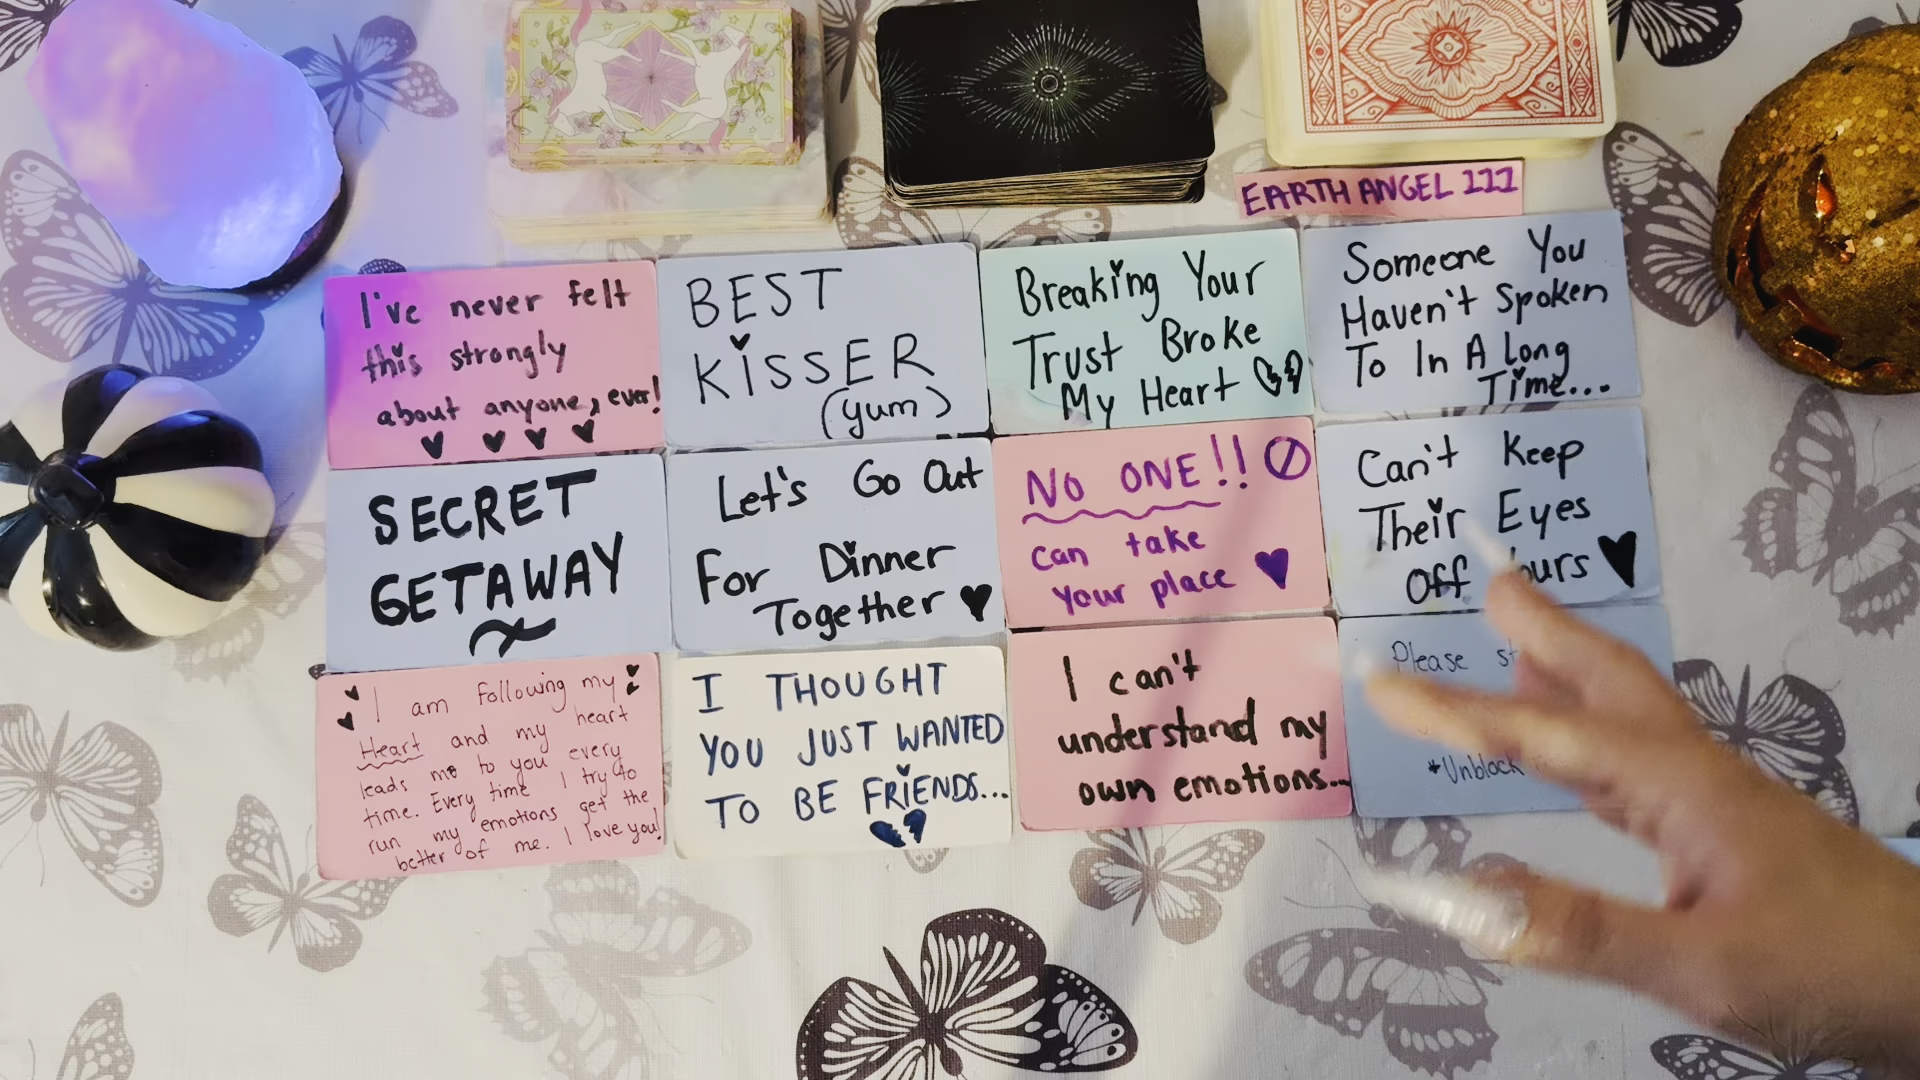 EARTH ANGEL 111
I've never felt
this strongly
about anyone, ever!
BEST
KISSER
(yum)
Breaking Your
Trust Broke
My Heart
Someone You
Haven't Spoken
To In A Long
Time...
SECRET
GETAWAY
Let's Go Out
For Dinner
Together
NO ONE!!
can take
your place
Can't Keep
Their Eyes
Off Yours
I am following my
Heart and my heart
leads me to you every
time. Every time I try to
run my emotions get the
better of me. I love you!
I THOUGHT
YOU JUST WANTED
TO BE FRIENDS...
I can't
understand my
own emotions...
Please
*Unblock